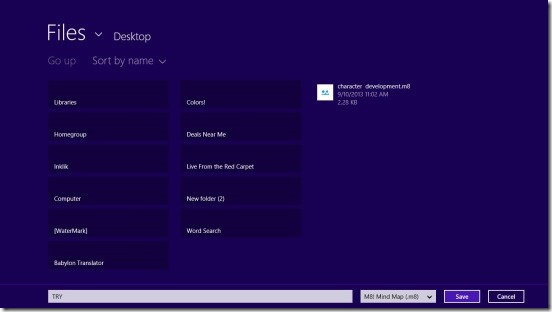 Files Desktop
Go up Sort by name
Libraries
Homegroup
Inklik
Computer
[WaterMark]
Babylon Translator
Colors!
Deals Near Me
Live From the Red Carpet
New folder (2)
Word Search
character development.m8
9/10/2013 11:02 AM
2.28 KB
TRY M8! Mind Map (.m8) Save Cancel